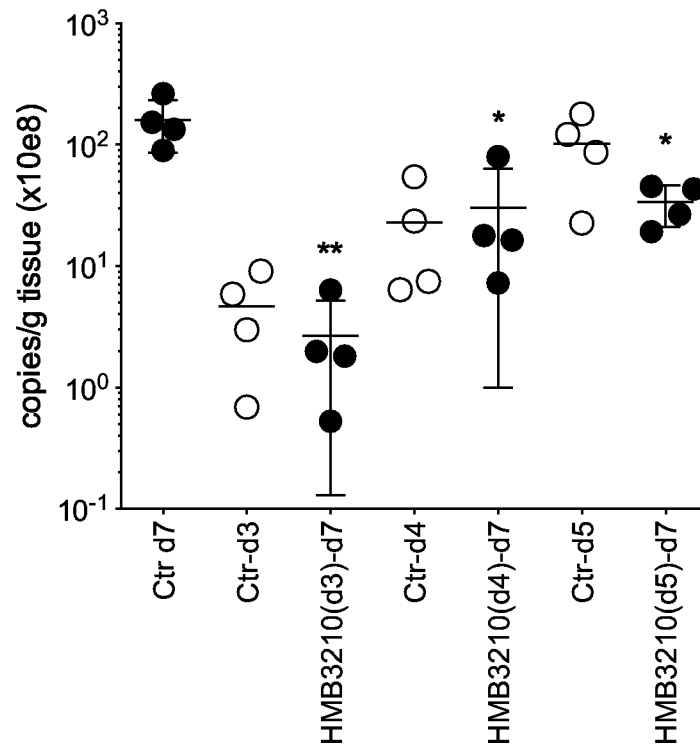 copies/g tissue (x10e8)
10³
10²
10¹
10⁰
10⁻¹
**
*
*
Ctr d7
Ctr-d3
HMB3210(d3)-d7
Ctr-d4
HMB3210(d4)-d7
Ctr-d5
HMB3210(d5)-d7